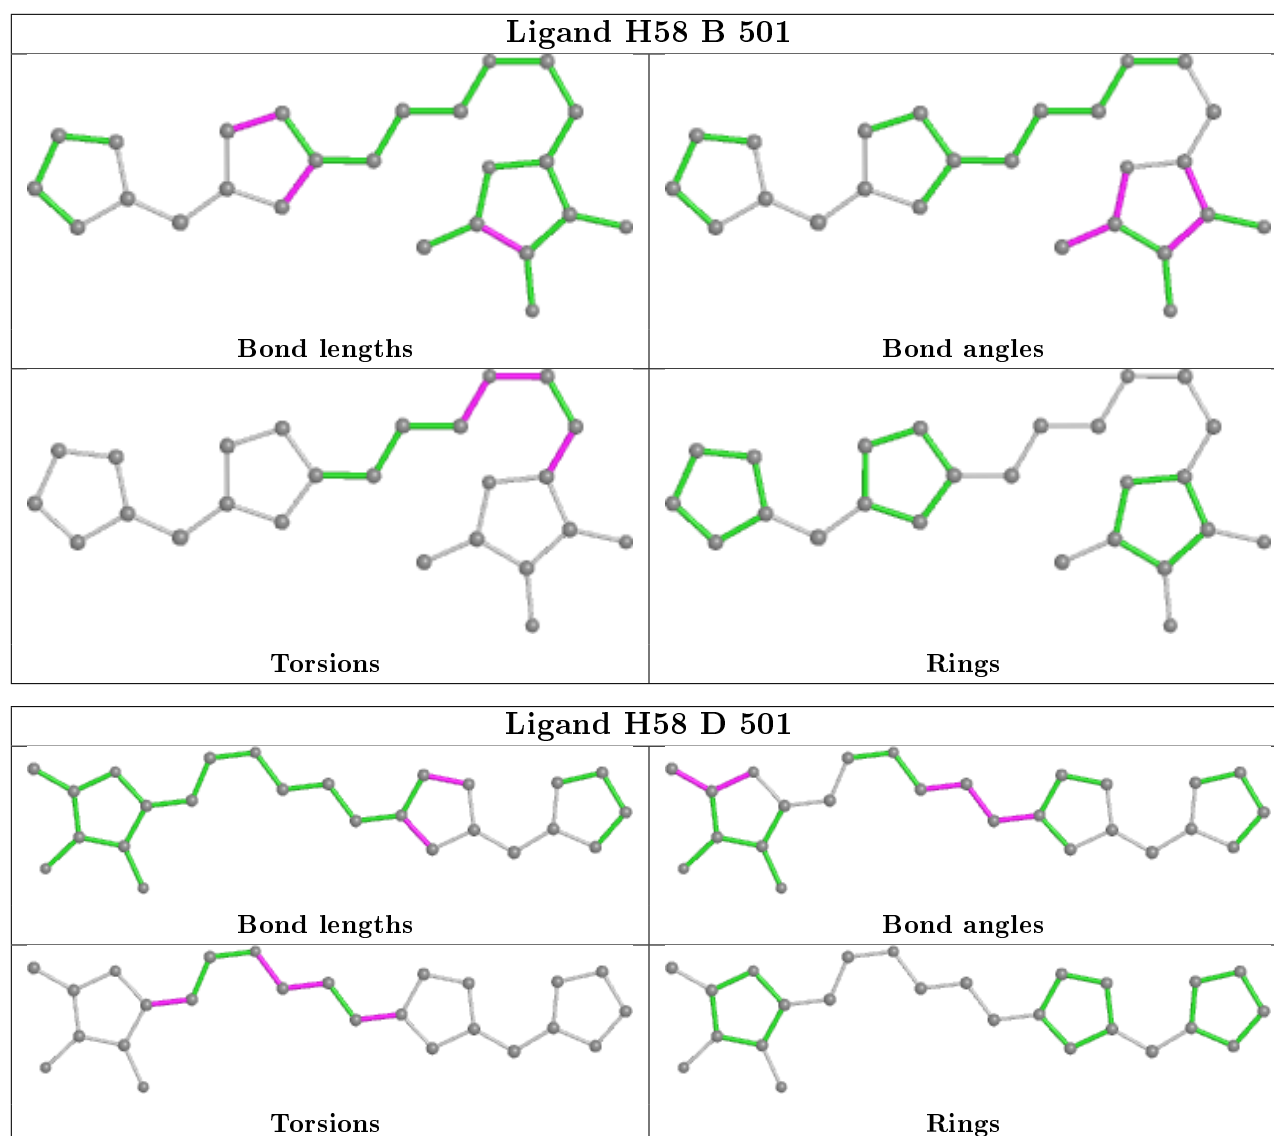 Ligand H58 B 501
Bond lengths
Bond angles
Torsions
Rings
Ligand H58 D 501
Bond lengths
Bond angles
Torsions
Rings